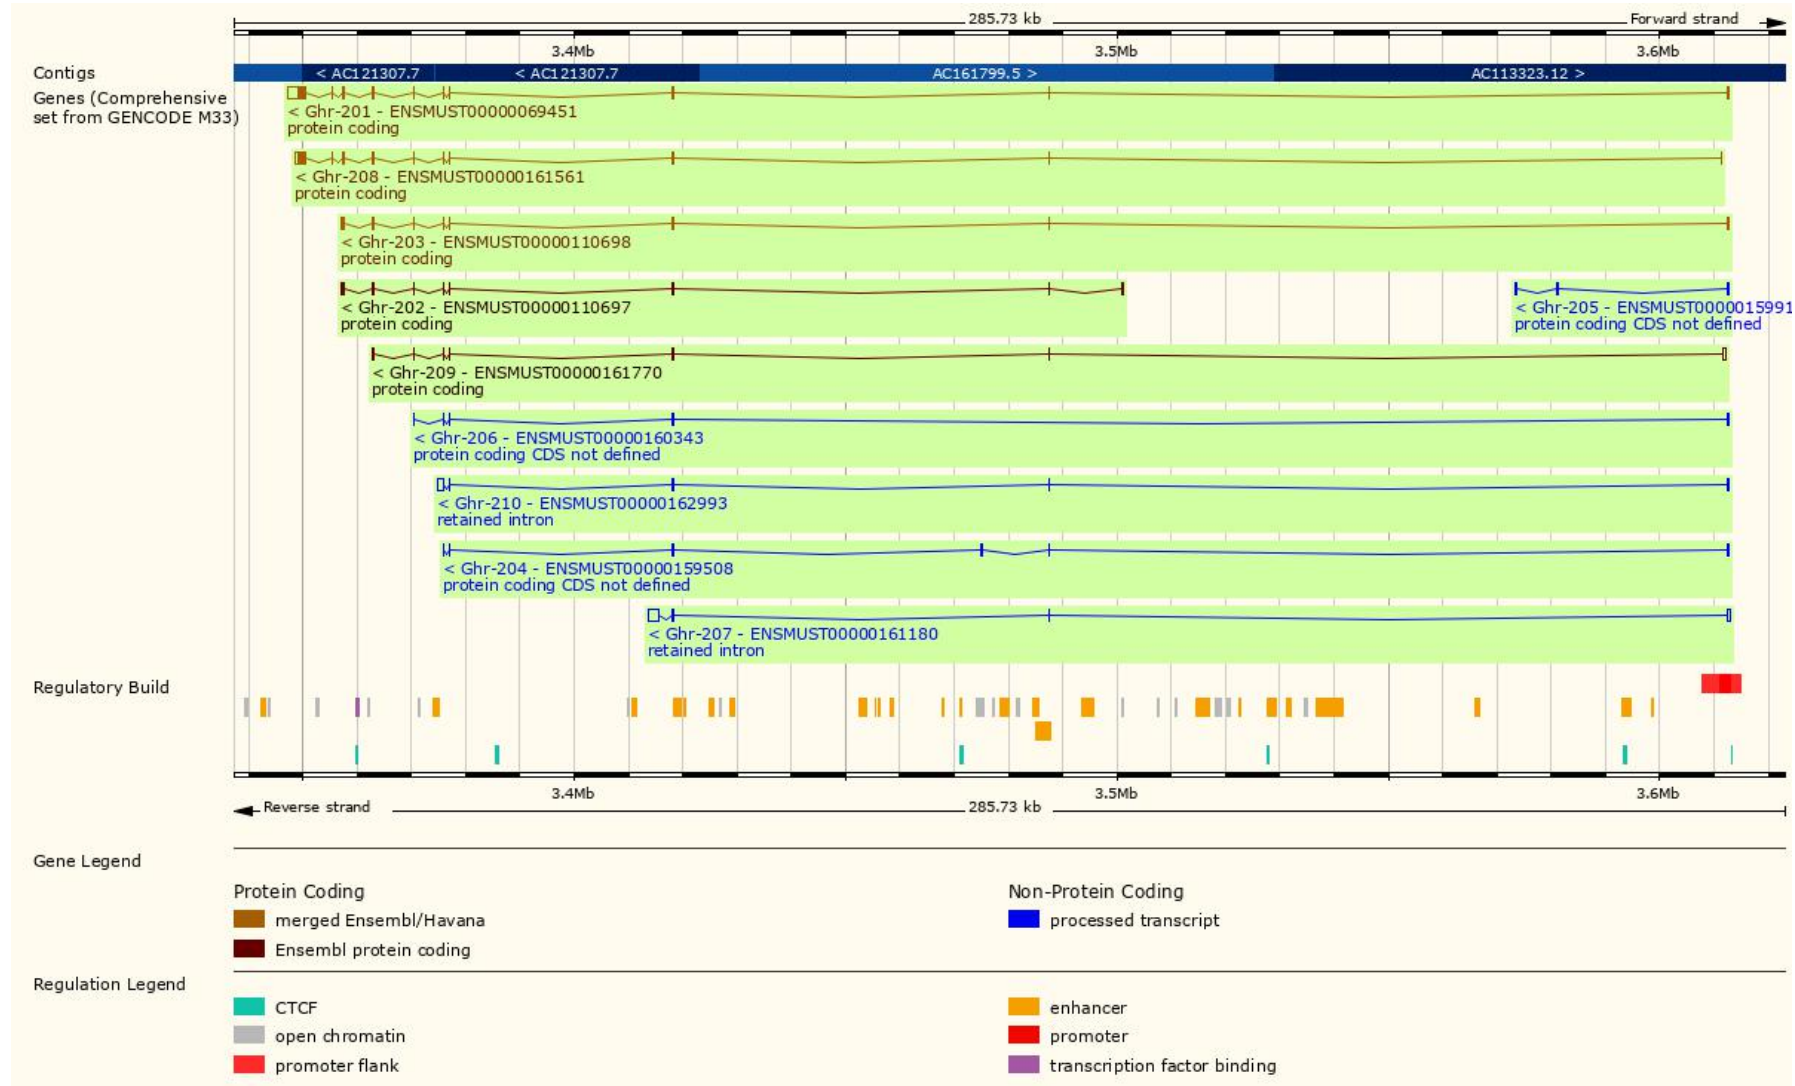 285.73 kb Forward strand
3.4Mb 3.5Mb 3.6Mb
Contigs < AC121307.7 < AC121307.7 AC161799.5 > AC113323.12 >
Genes (Comprehensive
set from GENCODE M33)
< Ghr-201 - ENSMUST00000069451
protein coding
< Ghr-208 - ENSMUST00000161561
protein coding
< Ghr-203 - ENSMUST00000110698
protein coding
< Ghr-202 - ENSMUST00000110697 < Ghr-205 - ENSMUST0000015991
protein coding protein coding CDS not defined
< Ghr-209 - ENSMUST00000161770
protein coding
< Ghr-206 - ENSMUST00000160343
protein coding CDS not defined
< Ghr-210 - ENSMUST00000162993
retained intron
< Ghr-204 - ENSMUST00000159508
protein coding CDS not defined
< Ghr-207 - ENSMUST00000161180
retained intron
Regulatory Build
3.4Mb 3.5Mb 3.6Mb
Reverse strand 285.73 kb
Gene Legend
Protein Coding Non-Protein Coding
merged Ensembl/Havana processed transcript
Ensembl protein coding
Regulation Legend
CTCF enhancer
open chromatin promoter
promoter flank transcription factor binding